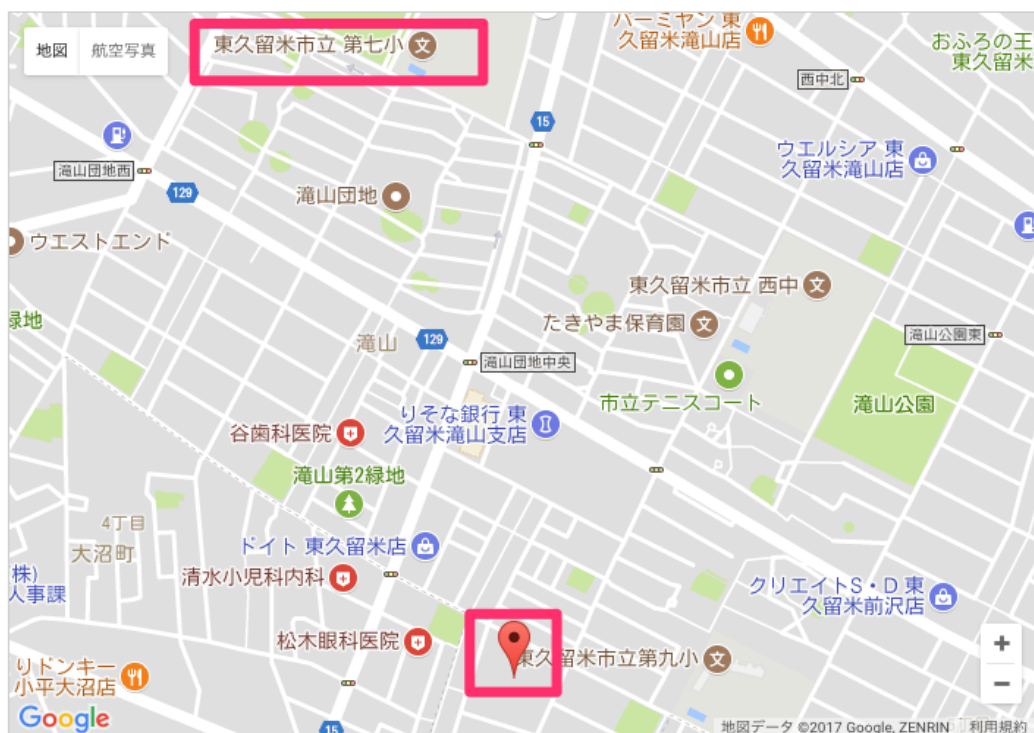 地図 航空写真
東久留米市立 第七小
バーミヤン 東
久留米滝山店
おふろの王
東久留米
西中北
15
ウエルシア 東
久留米滝山店
滝山団地西
129
滝山団地
ウエストエンド
東久留米市立 西中
緑地
たきやま保育園
滝山
129
滝山公園東
滝山団地中央
市立テニスコート
滝山公園
りそな銀行 東
久留米滝山支店
谷歯科医院
滝山第2緑地
4丁目
大沼町
ドイト 東久留米店
株)
人事課
清水小児科内科
クリエイトS・D 東
久留米前沢店
松木眼科医院
東久留米市立第九小
りドンキー
小平大沼店
Google
15
地図データ ©2017 Google, ZENRIN
利用規約